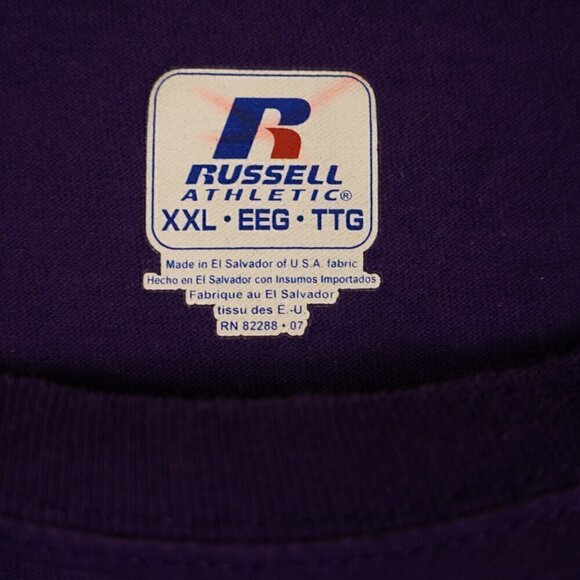 RUSSELL
ATHLETIC®
XXL • EEG • TTG
Made in El Salvador of U.S.A. fabric
Hecho en El Salvador con Insumos Importados
Fabrique au El Salvador
tissu des E.-U.
RN 82288 • 07